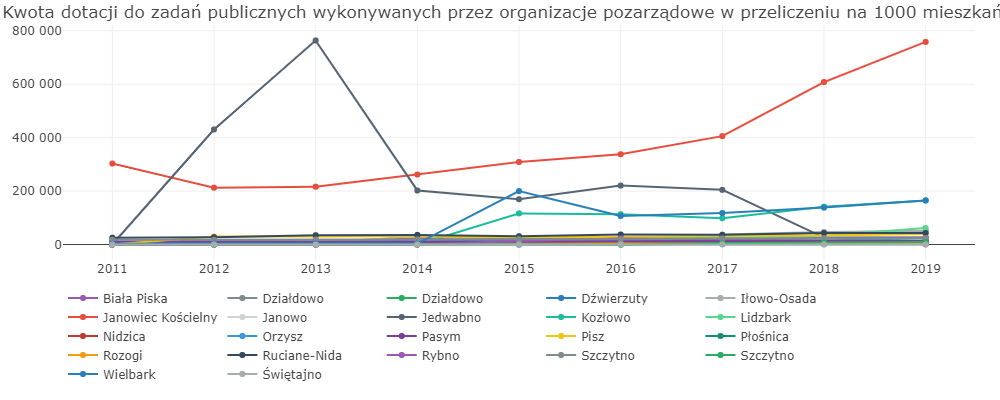 Kwota dotacji do zadań publicznych wykonywanych przez organizacje pozarządowe w przeliczeniu na 1000 mieszkań
800 000
600 000
400 000
200 000
0
2011 2012 2013 2014 2015 2016 2017 2018 2019
Biała Piska Działdowo Działdowo Dźwierzuty Iłowo-Osada
Janowiec Kościelny Janowo Jedwabno Kozłowo Lidzbark
Nidzica Orzysz Pasym Pisz Płośnica
Rozogi Ruciane-Nida Rybno Szczytno Szczytno
Wielbark Świętajno